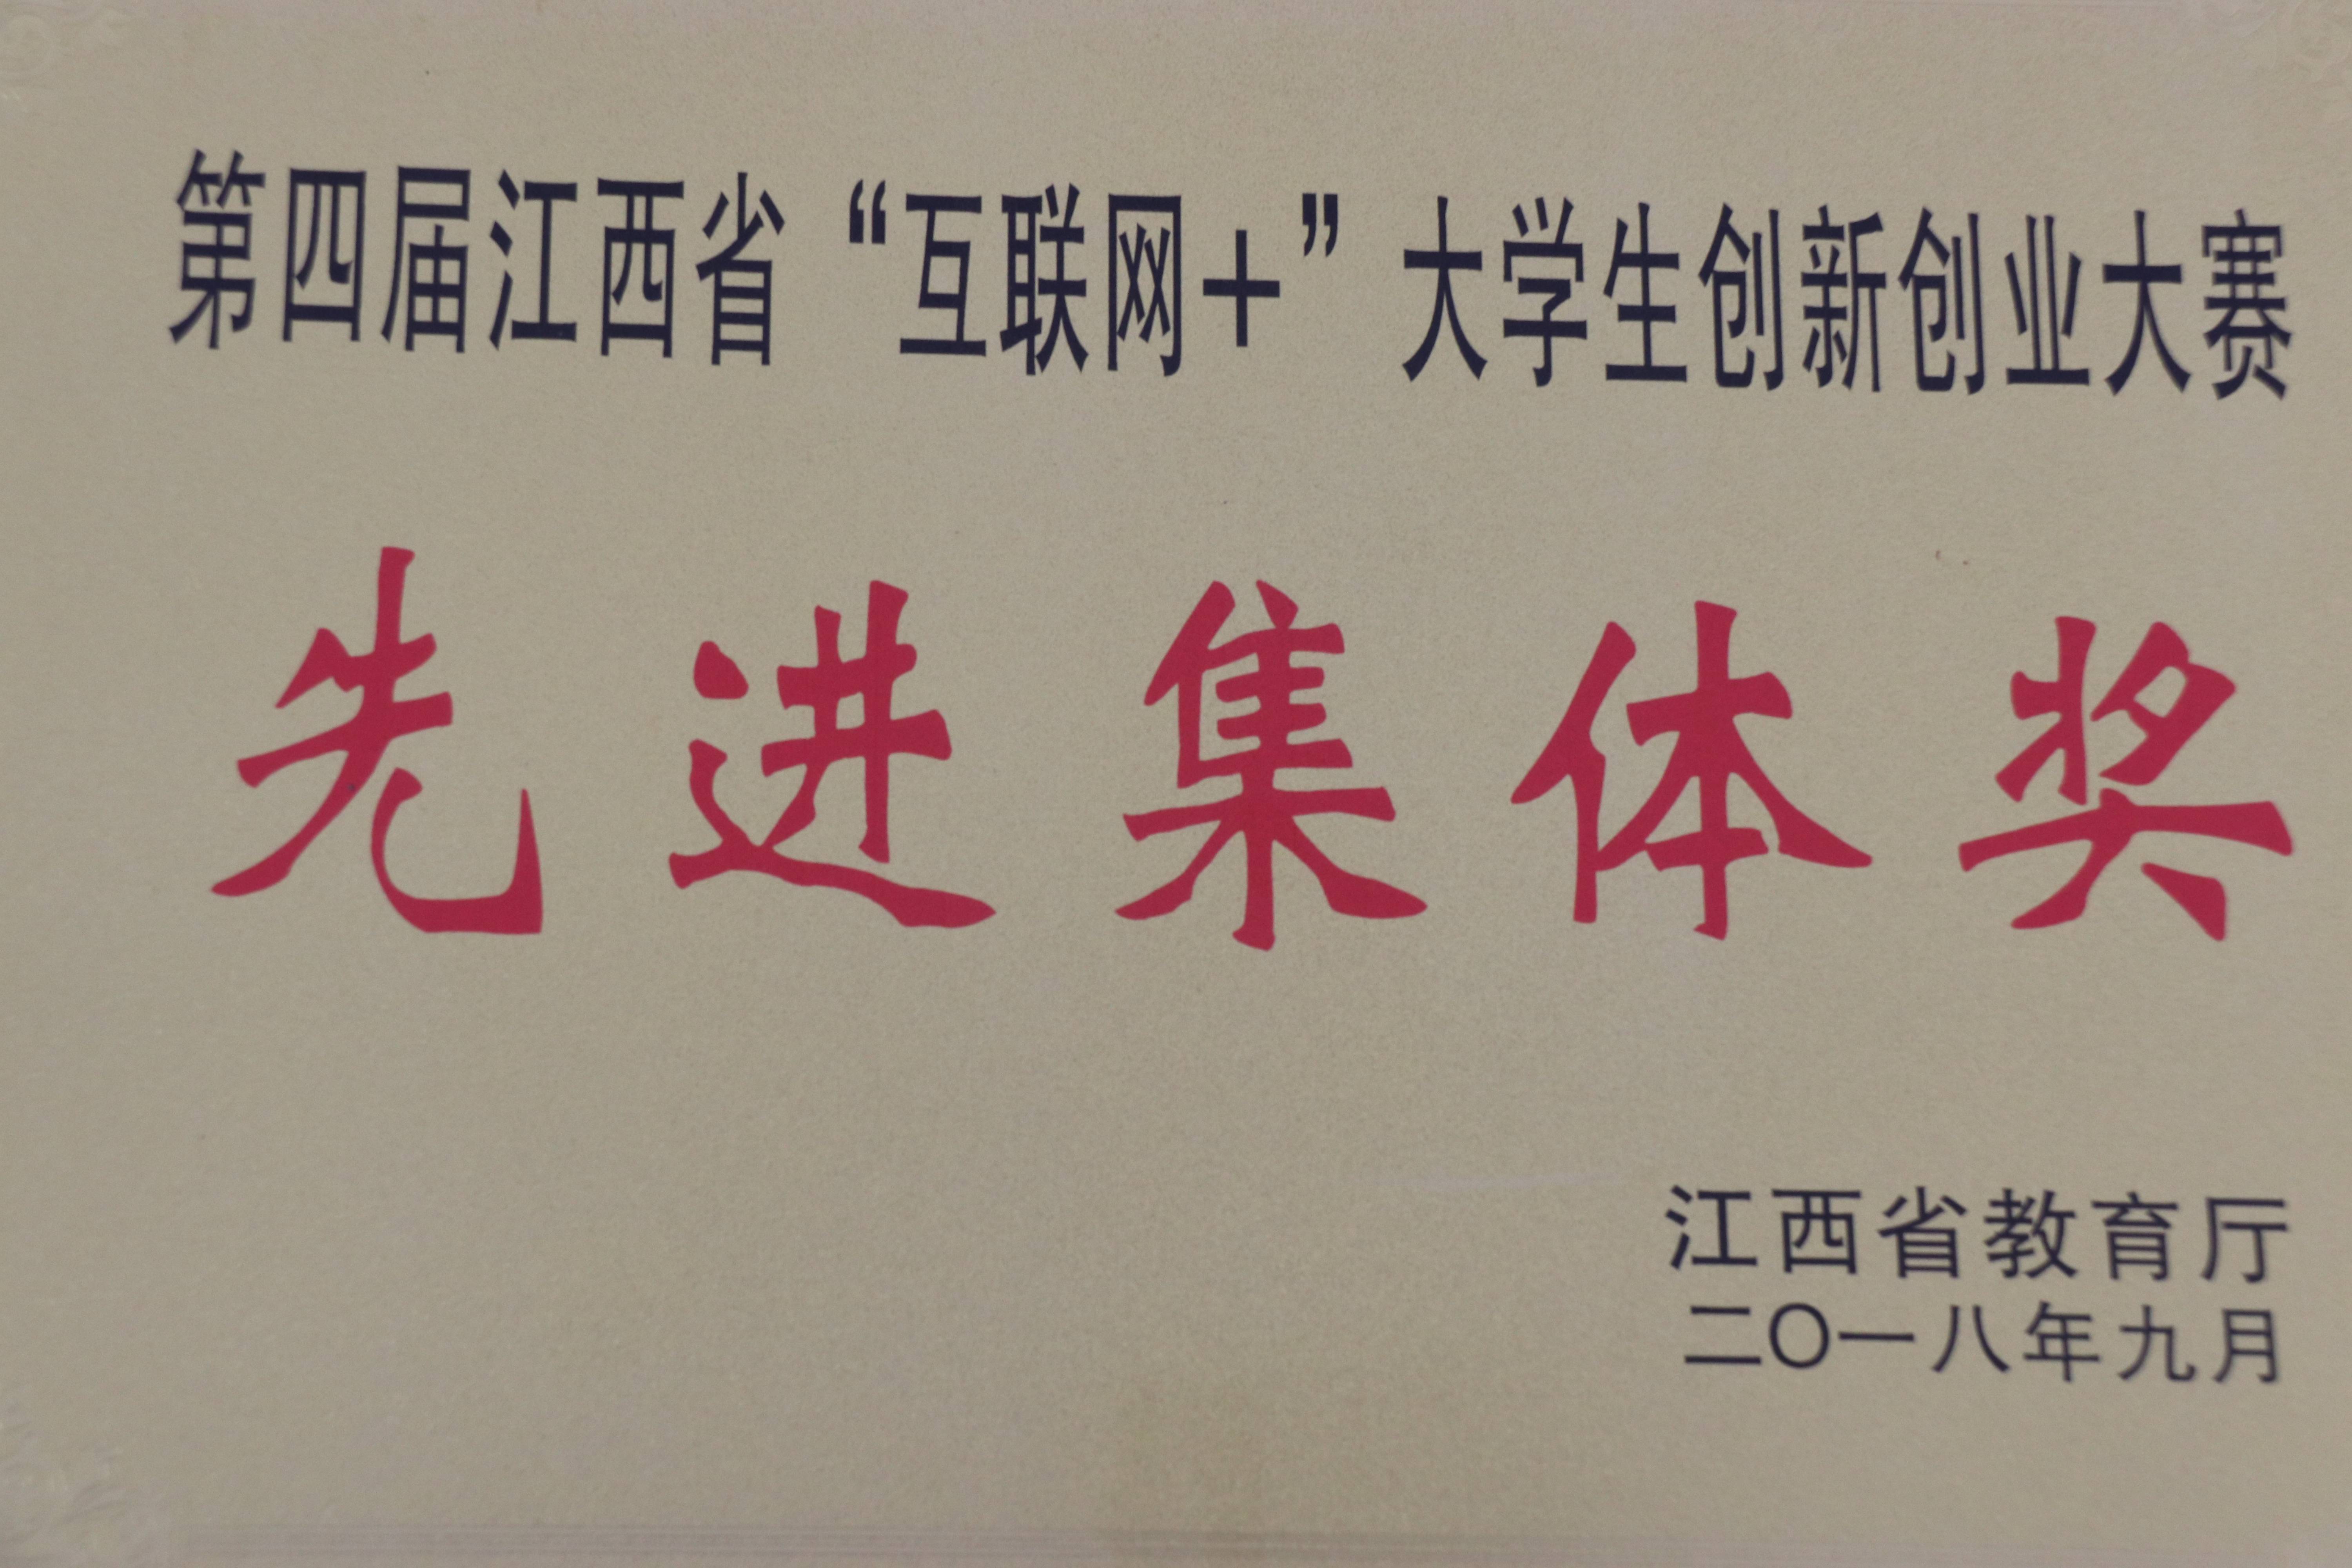 第四届江西省“互联网+”大学生创新创业大赛
先进集体奖
江西省教育厅
二〇一八年九月